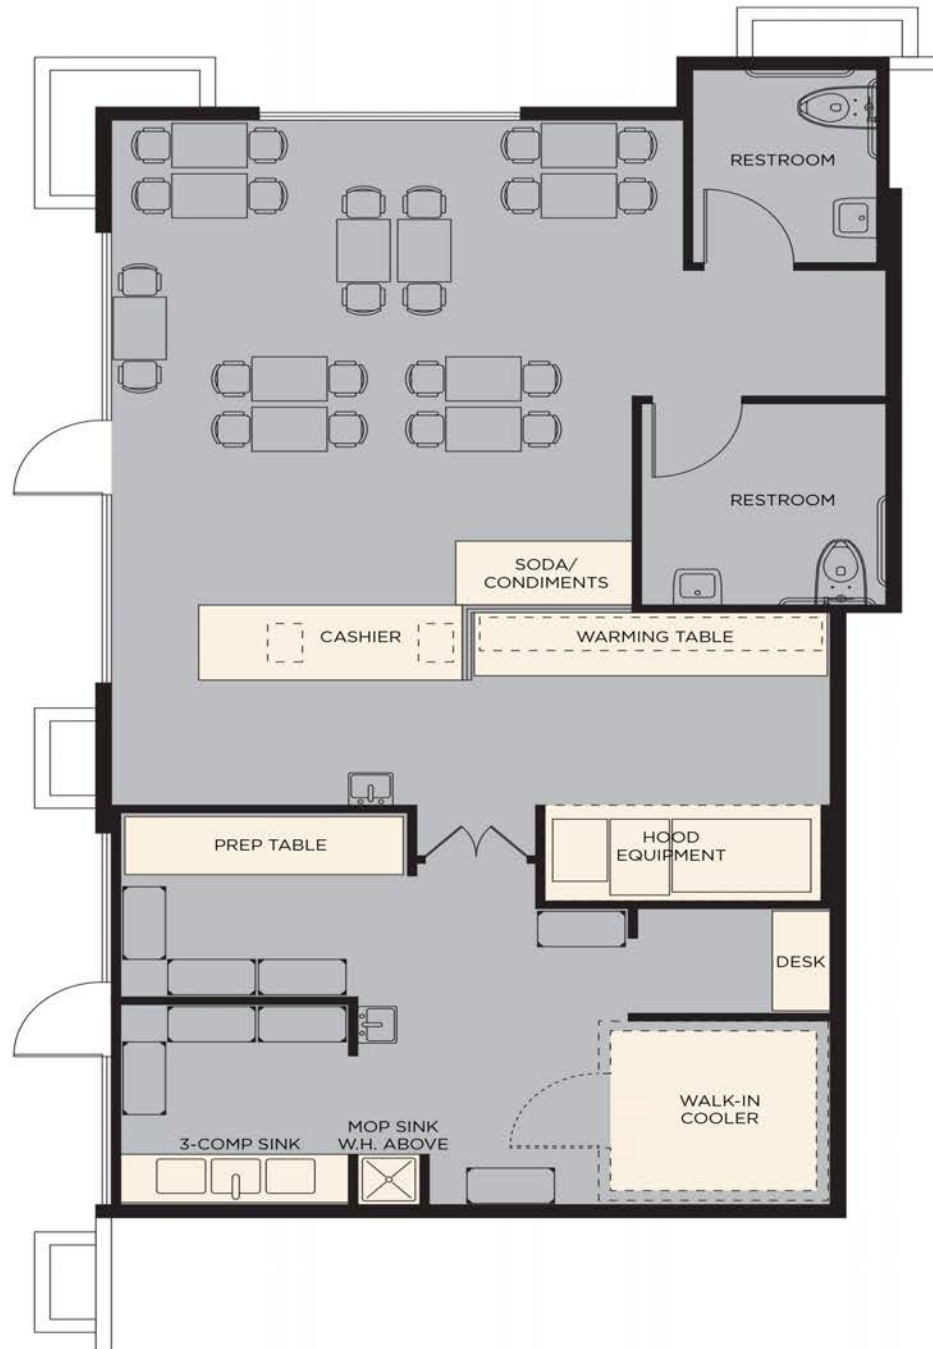 RESTROOM
RESTROOM
SODA/
CONDIMENTS
CASHIER
WARMING TABLE
PREP TABLE
HOOD
EQUIPMENT
DESK
WALK-IN
COOLER
MOP SINK
W.H. ABOVE
3-COMP SINK